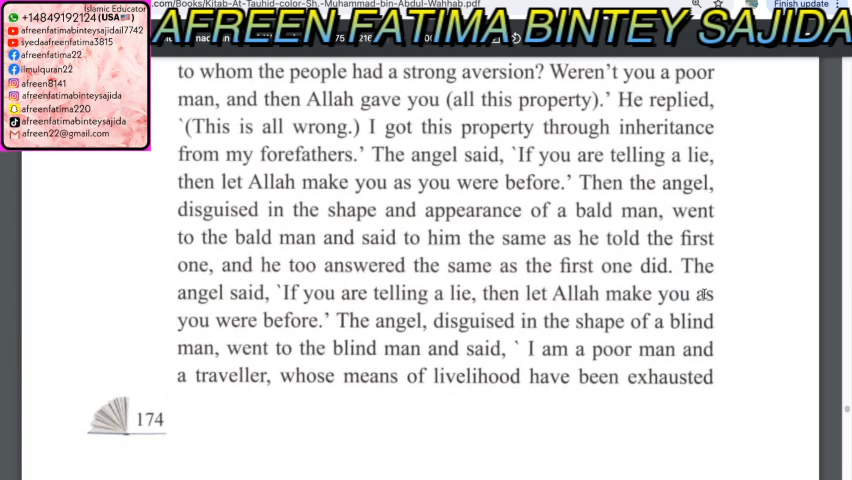 .com/Books/Kitab-At-Tauhid-color-Sh.-Muhammad-bin-Abdul-Wahhab.pdf
Finish update
Islamic Educator
+14849192124 (USA)
afreenfatimabinteysajidail7742
syedaafreenfatima3815
afreenfatima22
ilmulquran22
afreen8141
afreenfatimabinteysajida
afreenfatima220
afreenfatimabinteysajida
afreen22@gmail.com
AFREEN FATIMA BINTEY SAJIDA
to whom the people had a strong aversion? Weren't you a poor
man, and then Allah gave you (all this property).' He replied,
`(This is all wrong.) I got this property through inheritance
from my forefathers.' The angel said, `If you are telling a lie,
then let Allah make you as you were before.' Then the angel,
disguised in the shape and appearance of a bald man, went
to the bald man and said to him the same as he told the first
one, and he too answered the same as the first one did. The
angel said, `If you are telling a lie, then let Allah make you as
you were before.' The angel, disguised in the shape of a blind
man, went to the blind man and said, ` I am a poor man and
a traveller, whose means of livelihood have been exhausted
174